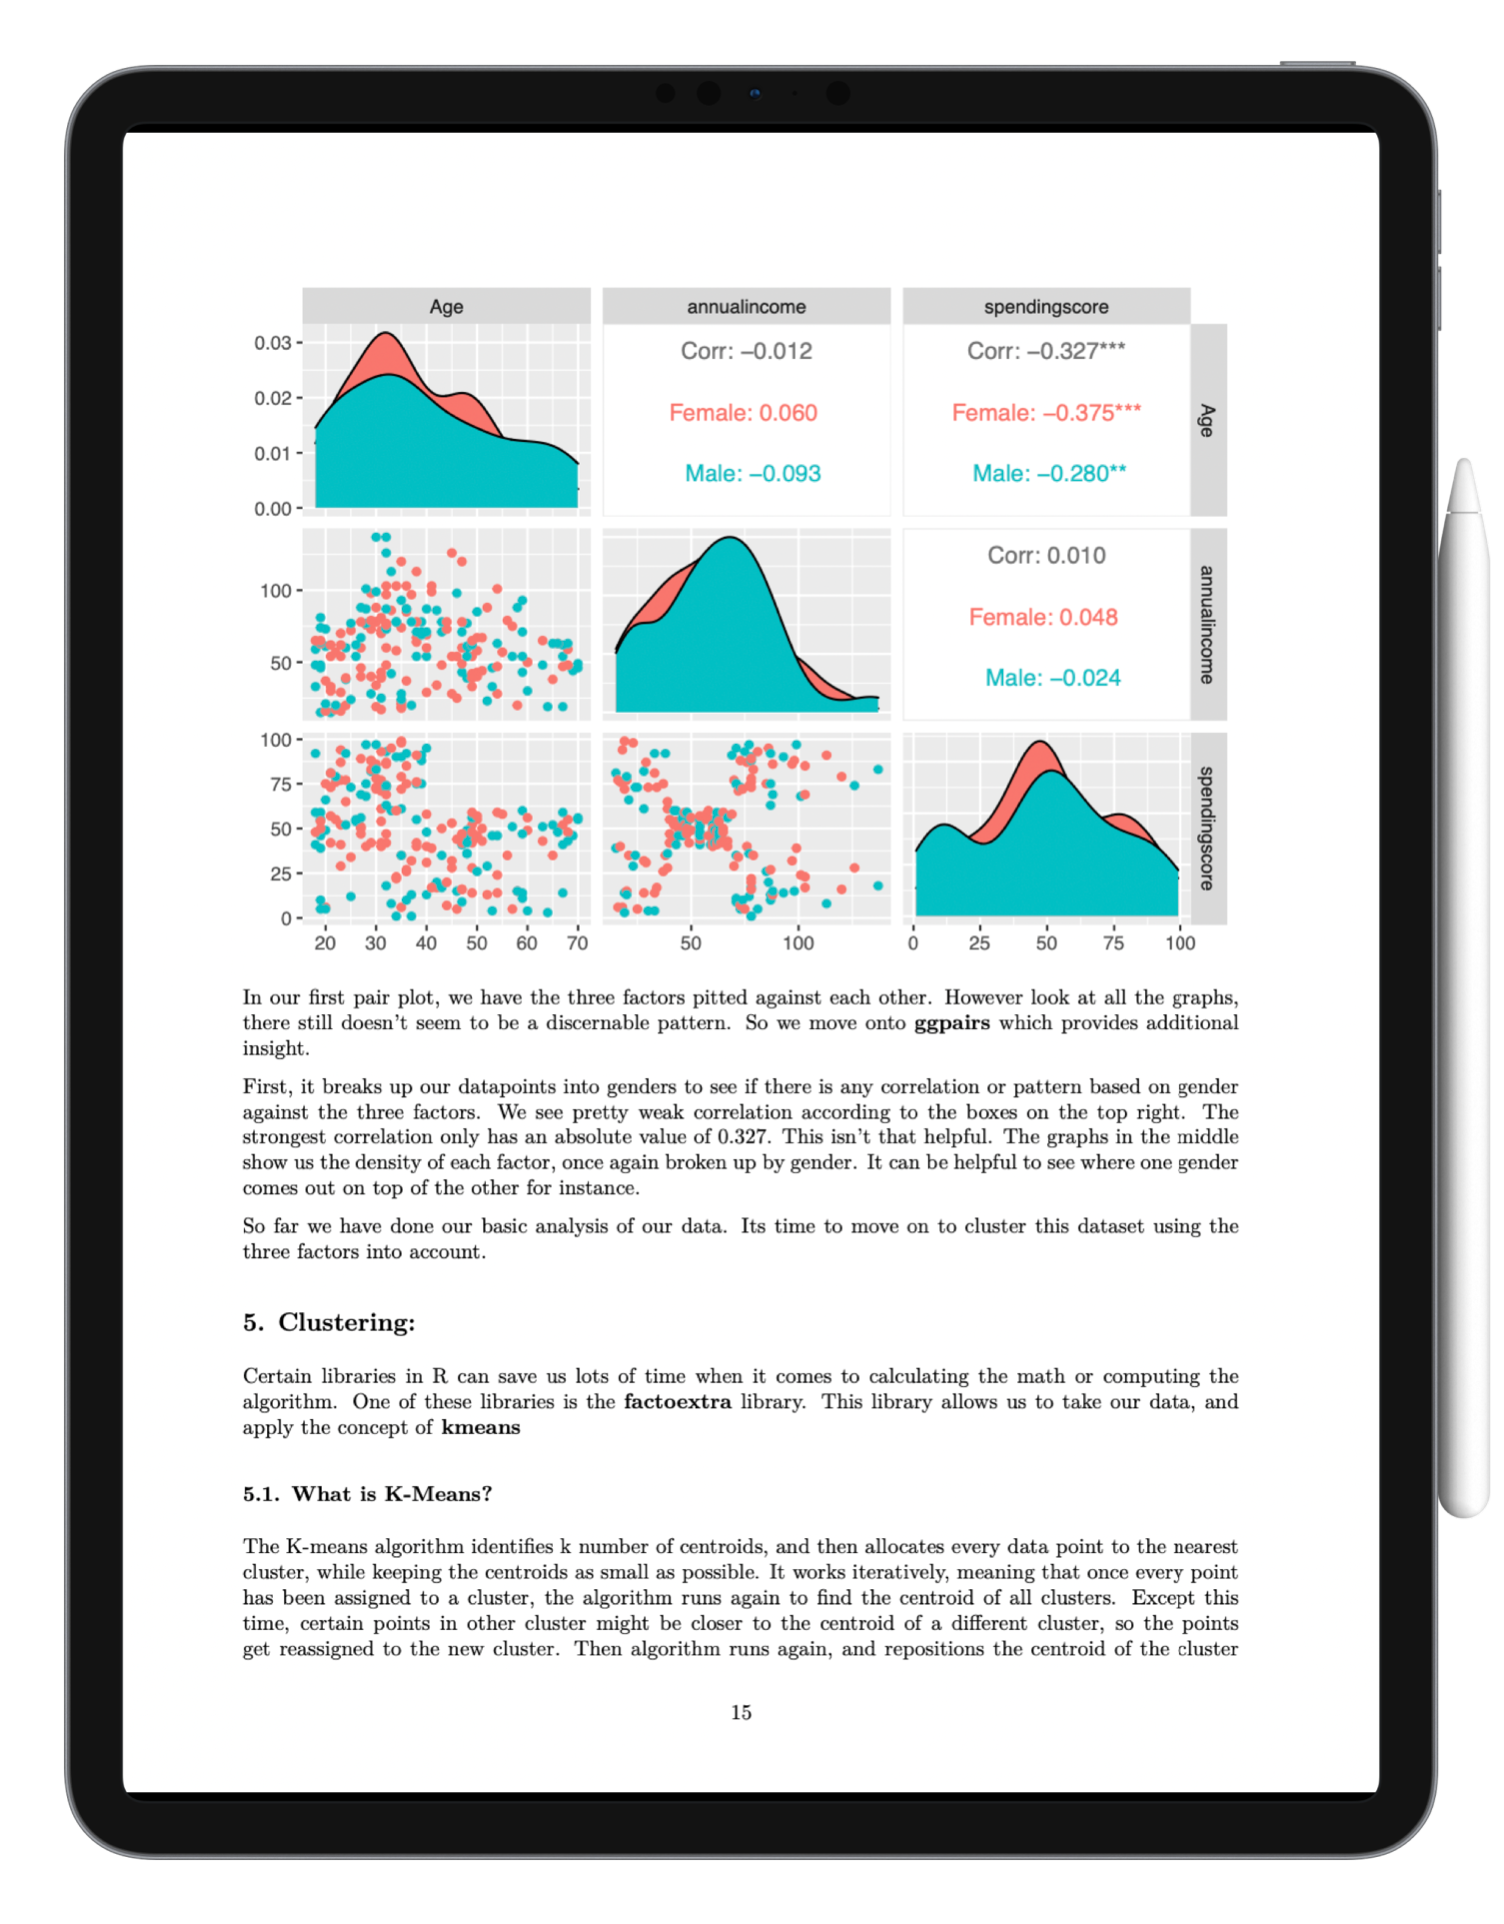 Age annualincome spendingscore
0.03 Corr: −0.012 Corr: −0.327***
0.02 Female: 0.060 Female: −0.375*** Age
0.01 Male: −0.093 Male: −0.280**
0.00
100 Corr: 0.010
Female: 0.048 annualincome
50 Male: −0.024
100
75
50 spendingscore
25
0
20 30 40 50 60 70 50 100 0 25 50 75 100
In our first pair plot, we have the three factors pitted against each other. However look at all the graphs,
there still doesn't seem to be a discernable pattern. So we move onto ggpairs which provides additional
insight.
First, it breaks up our datapoints into genders to see if there is any correlation or pattern based on gender
against the three factors. We see pretty weak correlation according to the boxes on the top right. The
strongest correlation only has an absolute value of 0.327. This isn't that helpful. The graphs in the middle
show us the density of each factor, once again broken up by gender. It can be helpful to see where one gender
comes out on top of the other for instance.
So far we have done our basic analysis of our data. Its time to move on to cluster this dataset using the
three factors into account.
5. Clustering:
Certain libraries in R can save us lots of time when it comes to calculating the math or computing the
algorithm. One of these libraries is the factoextra library. This library allows us to take our data, and
apply the concept of kmeans
5.1. What is K-Means?
The K-means algorithm identifies k number of centroids, and then allocates every data point to the nearest
cluster, while keeping the centroids as small as possible. It works iteratively, meaning that once every point
has been assigned to a cluster, the algorithm runs again to find the centroid of all clusters. Except this
time, certain points in other cluster might be closer to the centroid of a different cluster, so the points
get reassigned to the new cluster. Then algorithm runs again, and repositions the centroid of the cluster
15